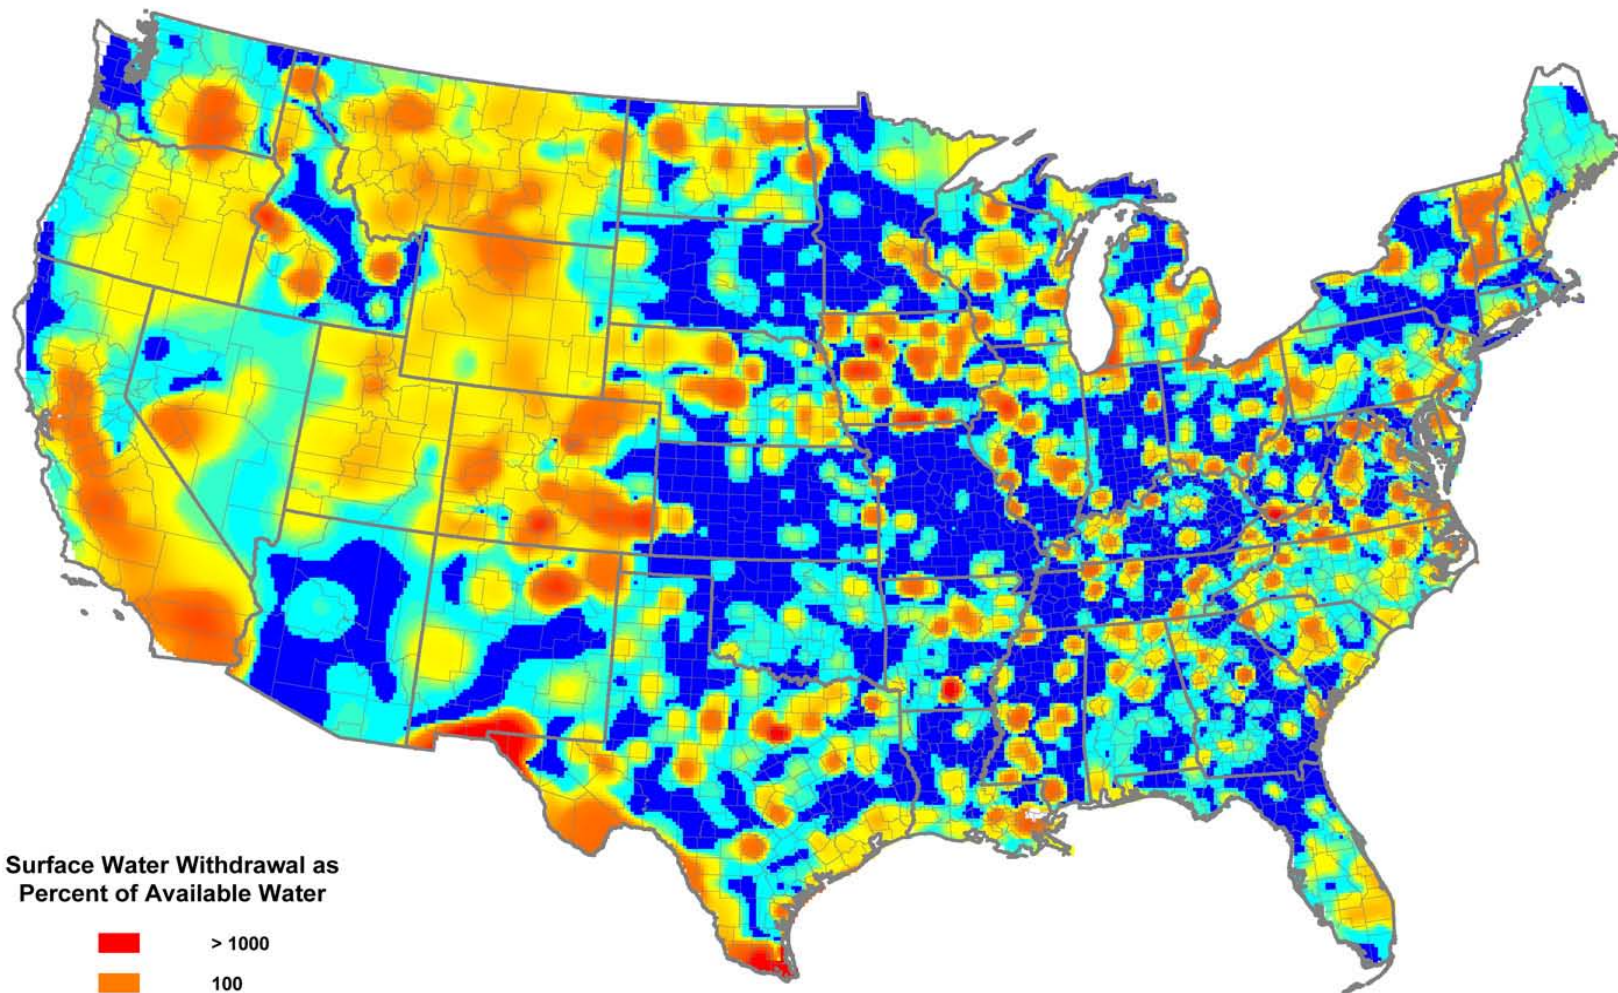 Surface Water Withdrawal as
Percent of Available Water
> 1000
100